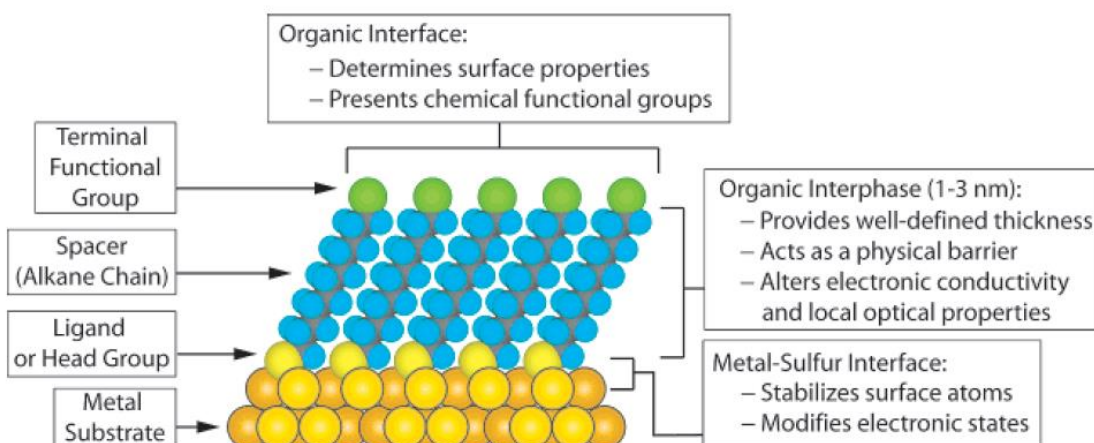 Organic Interface:
– Determines surface properties
– Presents chemical functional groups
Terminal
Functional
Group
Spacer
(Alkane Chain)
Ligand
or Head Group
Metal
Substrate
Organic Interphase (1-3 nm):
– Provides well-defined thickness
– Acts as a physical barrier
– Alters electronic conductivity
and local optical properties
Metal-Sulfur Interface:
– Stabilizes surface atoms
– Modifies electronic states